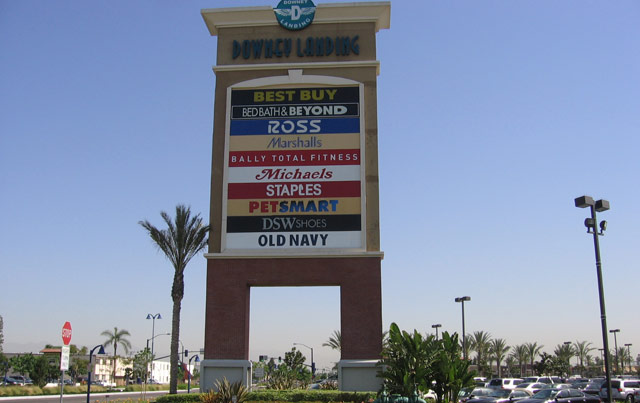 DOWNEY
D
LANDING
DOWNEY LANDING
BEST BUY
BED BATH & BEYOND
ROSS
Marshalls
BALLY TOTAL FITNESS
Michaels
STAPLES
PETSMART
DSW SHOES
OLD NAVY
STOP